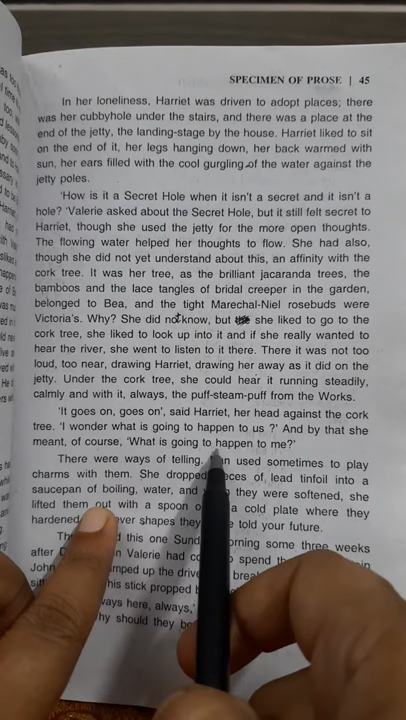 SPECIMEN OF PROSE | 45
In her loneliness, Harriet was driven to adopt places; there
was her cubbyhole under the stairs, and there was a place at the
end of the jetty, the landing-stage by the house. Harriet liked to sit
on the end of it, her legs hanging down, her back warmed with
sun, her ears filled with the cool gurgling of the water against the
jetty poles.
'How is it a Secret Hole when it isn't a secret and it isn't a
hole? 'Valerie asked about the Secret Hole, but it still felt secret to
Harriet, though she used the jetty for the more open thoughts.
The flowing water helped her thoughts to flow. She had also,
though she did not yet understand about this, an affinity with the
cork tree. It was her tree, as the brilliant jacaranda trees, the
bamboos and the lace tangles of bridal creeper in the garden,
belonged to Bea, and the tight Marechal-Niel rosebuds were
Victoria's. Why? She did not know, but she liked to go to the
cork tree, she liked to look up into it and if she really wanted to
hear the river, she went to listen to it there. There it was not too
loud, too near, drawing Harriet, drawing her away as it did on the
jetty. Under the cork tree, she could hear it running steadily,
calmly and with it, always, the puff-steam-puff from the Works.
'It goes on, goes on', said Harriet, her head against the cork
tree. 'I wonder what is going to happen to us ?' And by that she
meant, of course, 'What is going to happen to me?'
There were ways of telling. used sometimes to play
charms with them. She dropped of lead tinfoil into a
saucepan of boiling, water, and they were softened, she
lifted them out with a spoon a cold plate where they
hardened shapes they told your future.
this one some three weeks
after Valerie had spend
John up the drive
his stick propped
always,'
should they